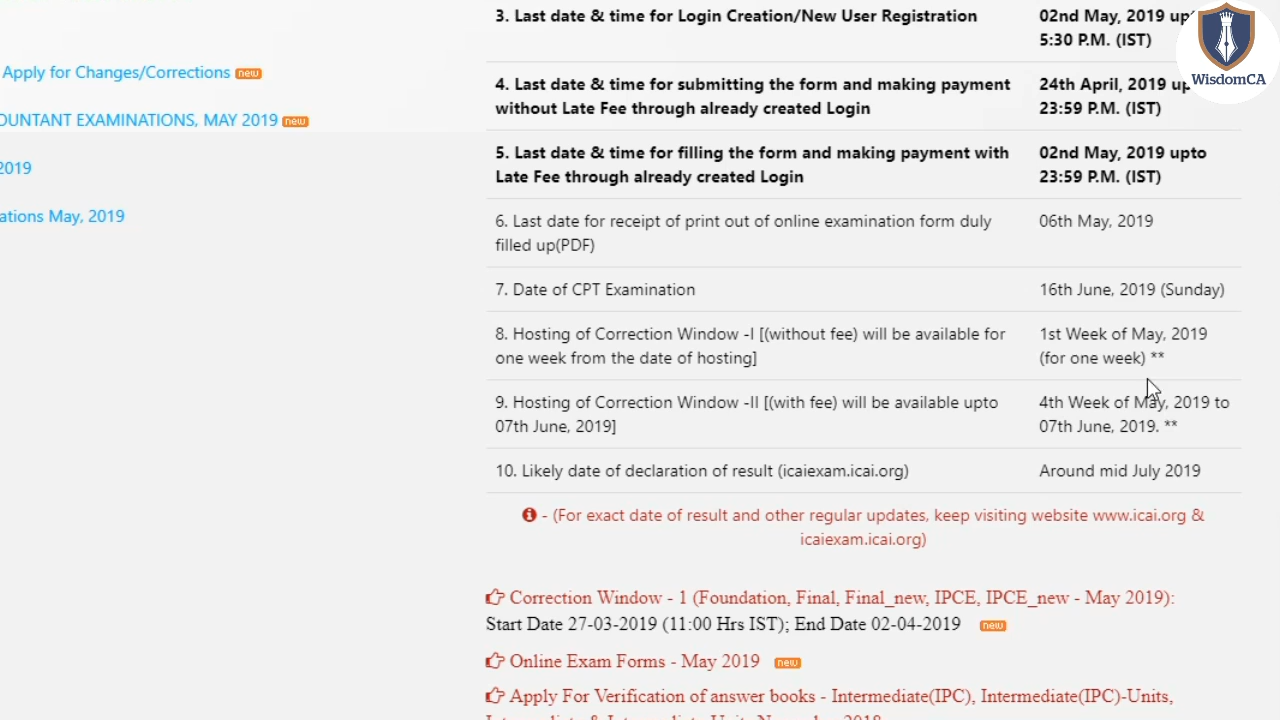 3. Last date & time for Login Creation/New User Registration
02nd May, 2019
5:30 P.M. (IST)
WisdomCA
Apply for Changes/Corrections new
4. Last date & time for submitting the form and making payment
without Late Fee through already created Login
24th April, 2019
23:59 P.M. (IST)
OUNTANT EXAMINATIONS, MAY 2019 new
5. Last date & time for filling the form and making payment with
Late Fee through already created Login
02nd May, 2019 upto
23:59 P.M. (IST)
2019
ations May, 2019
6. Last date for receipt of print out of online examination form duly
filled up(PDF)
06th May, 2019
7. Date of CPT Examination
16th June, 2019 (Sunday)
8. Hosting of Correction Window -I [(without fee) will be available for
one week from the date of hosting]
1st Week of May, 2019
(for one week) **
9. Hosting of Correction Window -II [(with fee) will be available upto
07th June, 2019]
4th Week of May, 2019 to
07th June, 2019. **
10. Likely date of declaration of result (icaiexam.icai.org)
Around mid July 2019
- (For exact date of result and other regular updates, keep visiting website www.icai.org &
icaiexam.icai.org)
Correction Window - 1 (Foundation, Final, Final_new, IPCE, IPCE_new - May 2019):
Start Date 27-03-2019 (11:00 Hrs IST); End Date 02-04-2019 new
Online Exam Forms - May 2019 new
Apply For Verification of answer books - Intermediate(IPC), Intermediate(IPC)-Units,